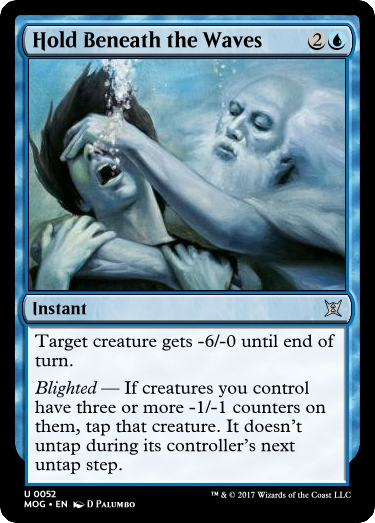 Hold Beneath the Waves 2
Instant
Target creature gets -6/-0 until end of
turn.
Blighted — If creatures you control
have three or more -1/-1 counters on
them, tap that creature. It doesn't
untap during its controller's next
untap step.
U 0052
MOG • EN D Palumbo
™ & © 2017 Wizards of the Coast LLC